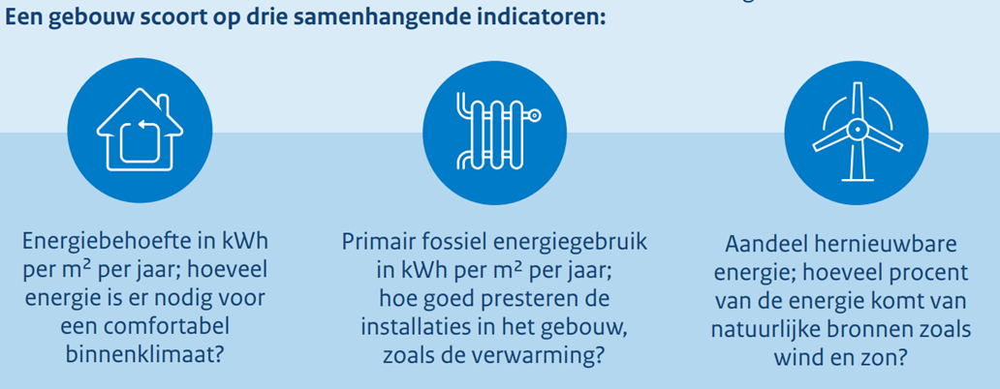 Een gebouw scoort op drie samenhangende indicatoren:
Energiebehoefte in kWh
per m² per jaar; hoeveel
energie is er nodig voor
een comfortabel
binnenklimaat?
Primair fossiel energiegebruik
in kWh per m² per jaar;
hoe goed presteren de
installaties in het gebouw,
zoals de verwarming?
Aandeel hernieuwbare
energie; hoeveel procent
van de energie komt van
natuurlijke bronnen zoals
wind en zon?